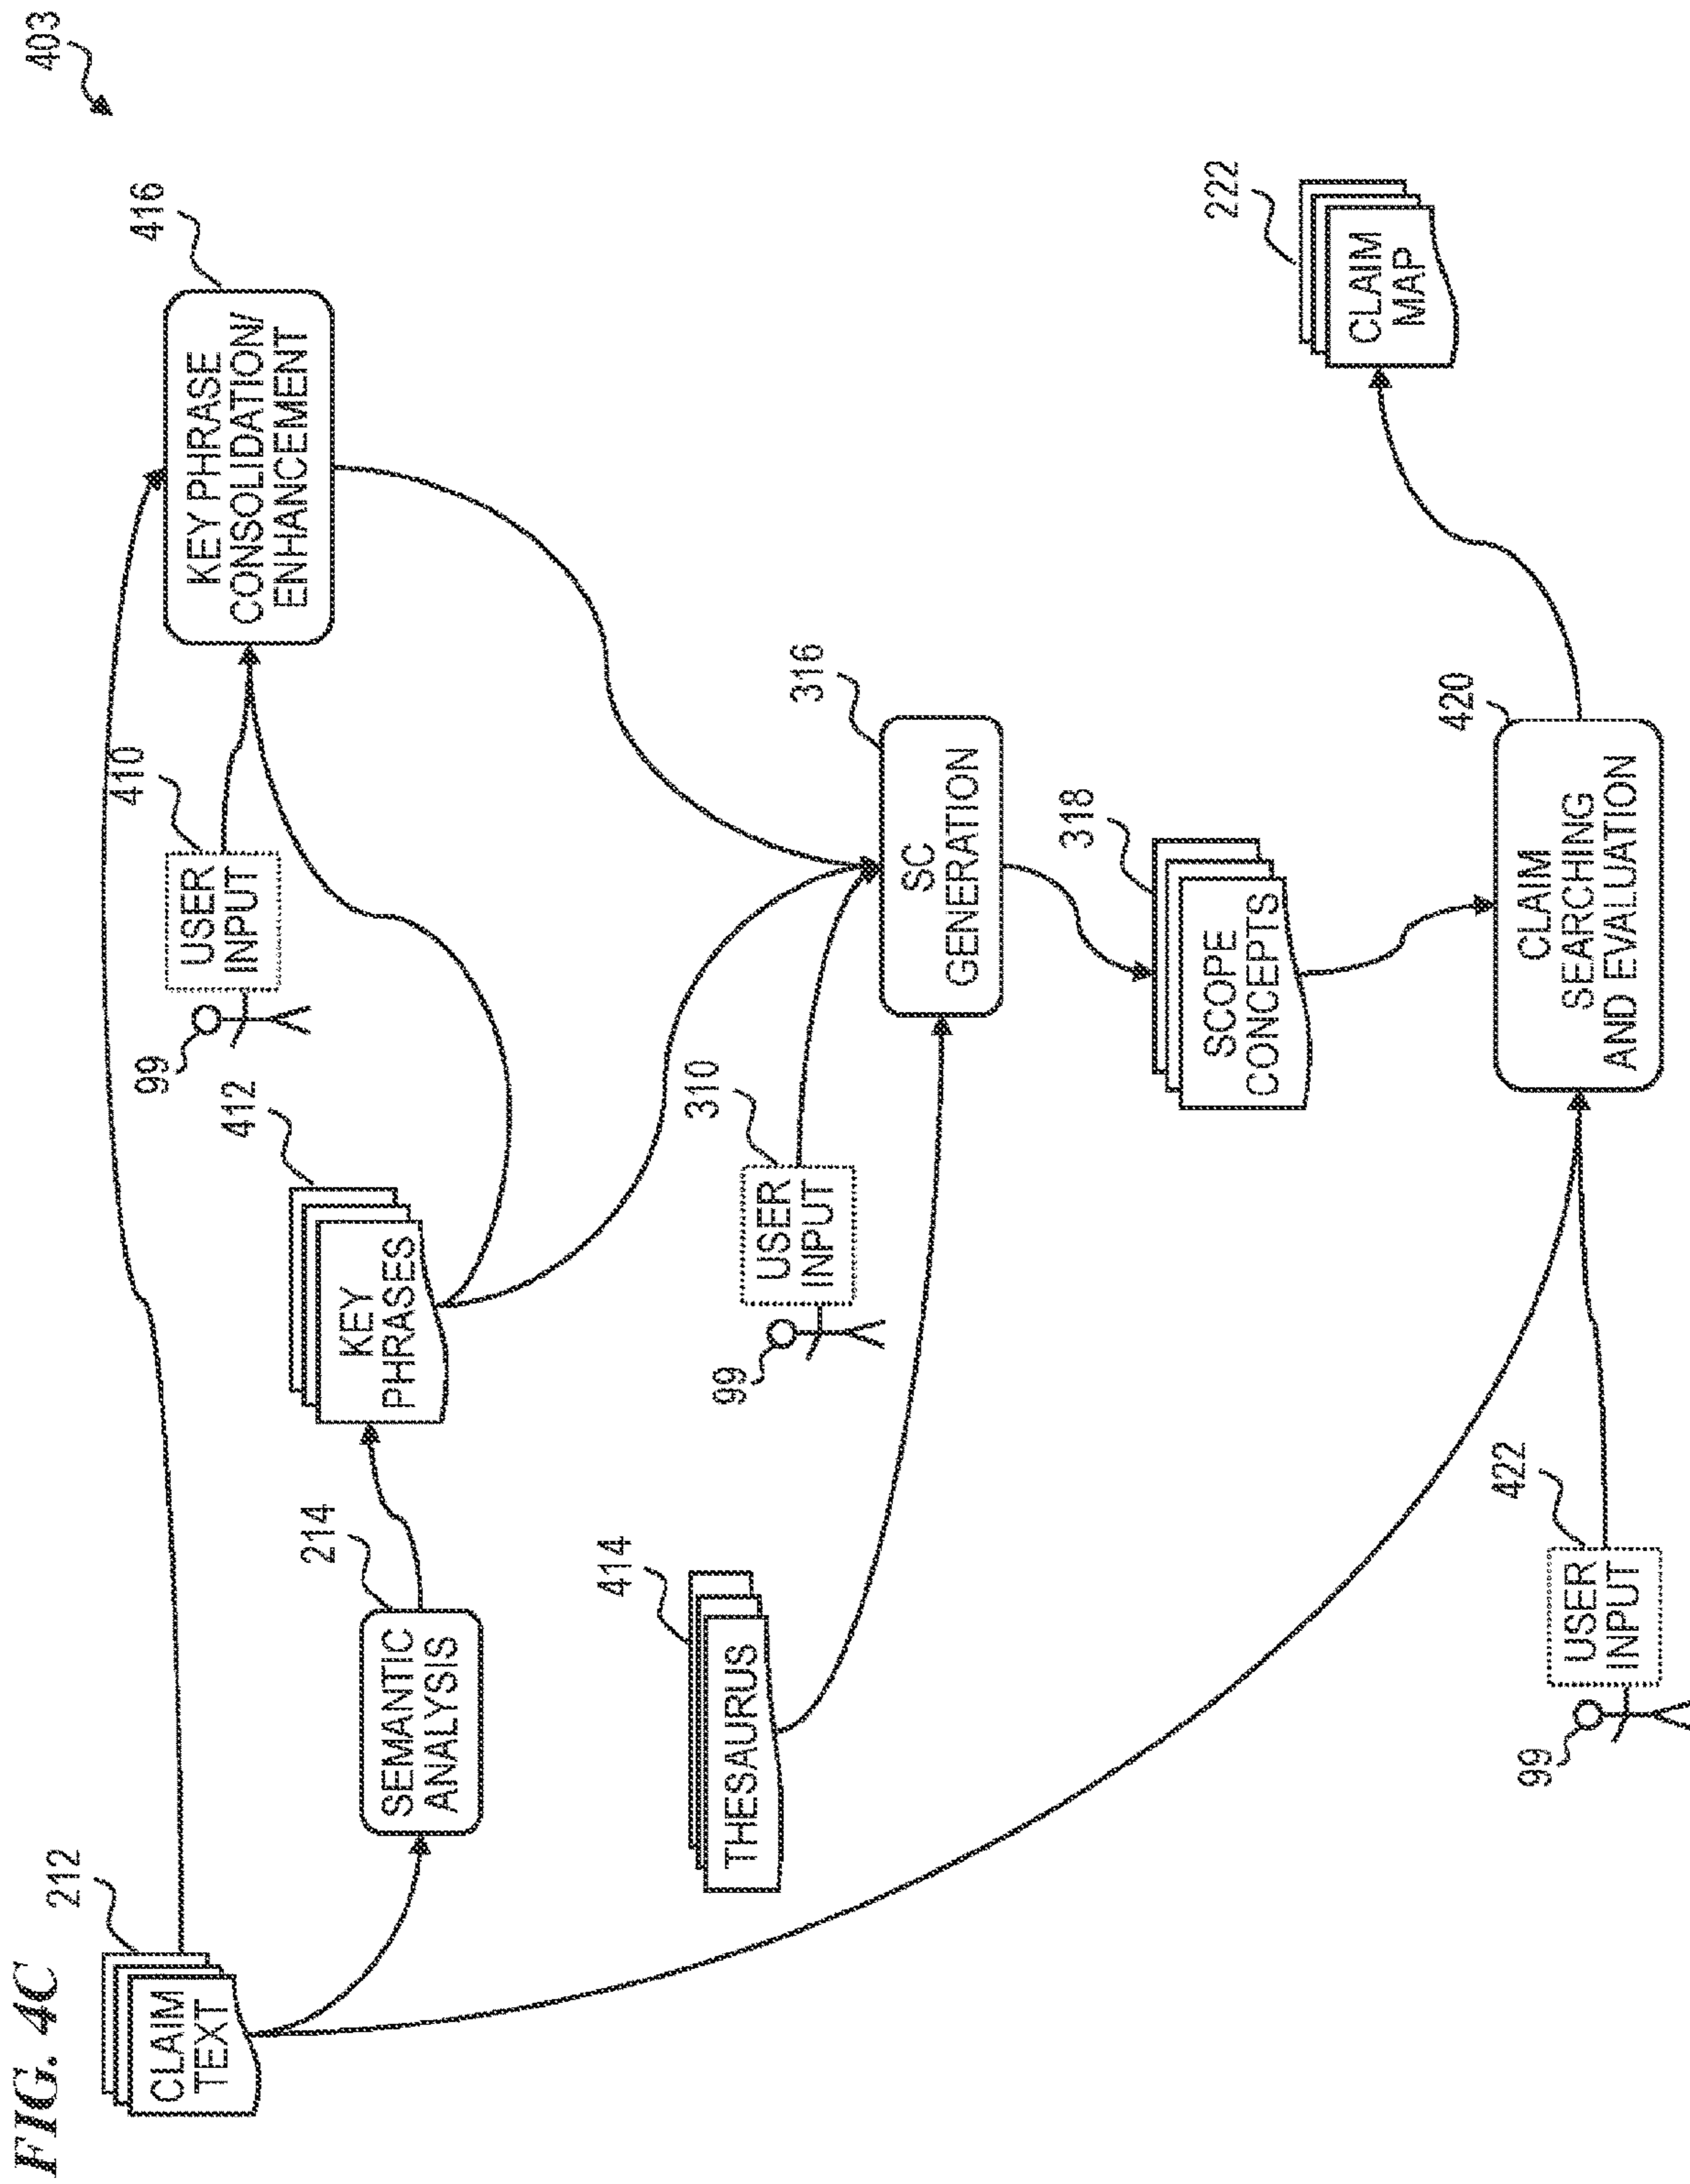 FIG. 4C
403
212
CLAIM
TEXT
416
KEY PHRASE
CONSOLIDATION/
ENHANCEMENT
410
USER
INPUT
99
412
KEY
PHRASES
214
SEMANTIC
ANALYSIS
414
THESAURUS
310
USER
INPUT
99
316
SC
GENERATION
318
SCOPE
CONCEPTS
222
CLAIM
MAP
420
CLAIM
SEARCHING
AND EVALUATION
422
USER
INPUT
99